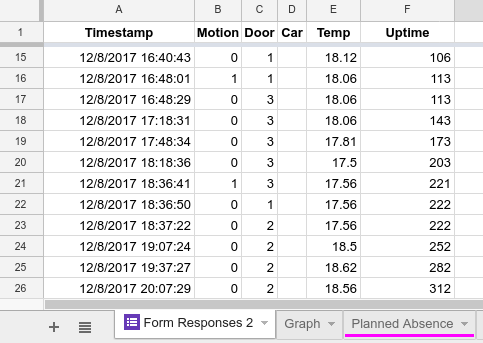 A B C D E F
1 Timestamp Motion Door Car Temp Uptime
15 12/8/2017 16:40:43 0 1 18.12 106
16 12/8/2017 16:48:01 1 1 18.06 113
17 12/8/2017 16:48:29 0 3 18.06 113
18 12/8/2017 17:18:31 0 3 18.06 143
19 12/8/2017 17:48:34 0 3 17.81 173
20 12/8/2017 18:18:36 0 3 17.5 203
21 12/8/2017 18:36:41 1 3 17.56 221
22 12/8/2017 18:36:50 0 1 17.56 222
23 12/8/2017 18:37:22 0 2 17.56 222
24 12/8/2017 19:07:24 0 2 18.5 252
25 12/8/2017 19:37:27 0 2 18.62 282
26 12/8/2017 20:07:29 0 2 18.56 312
Form Responses 2 Graph Planned Absence